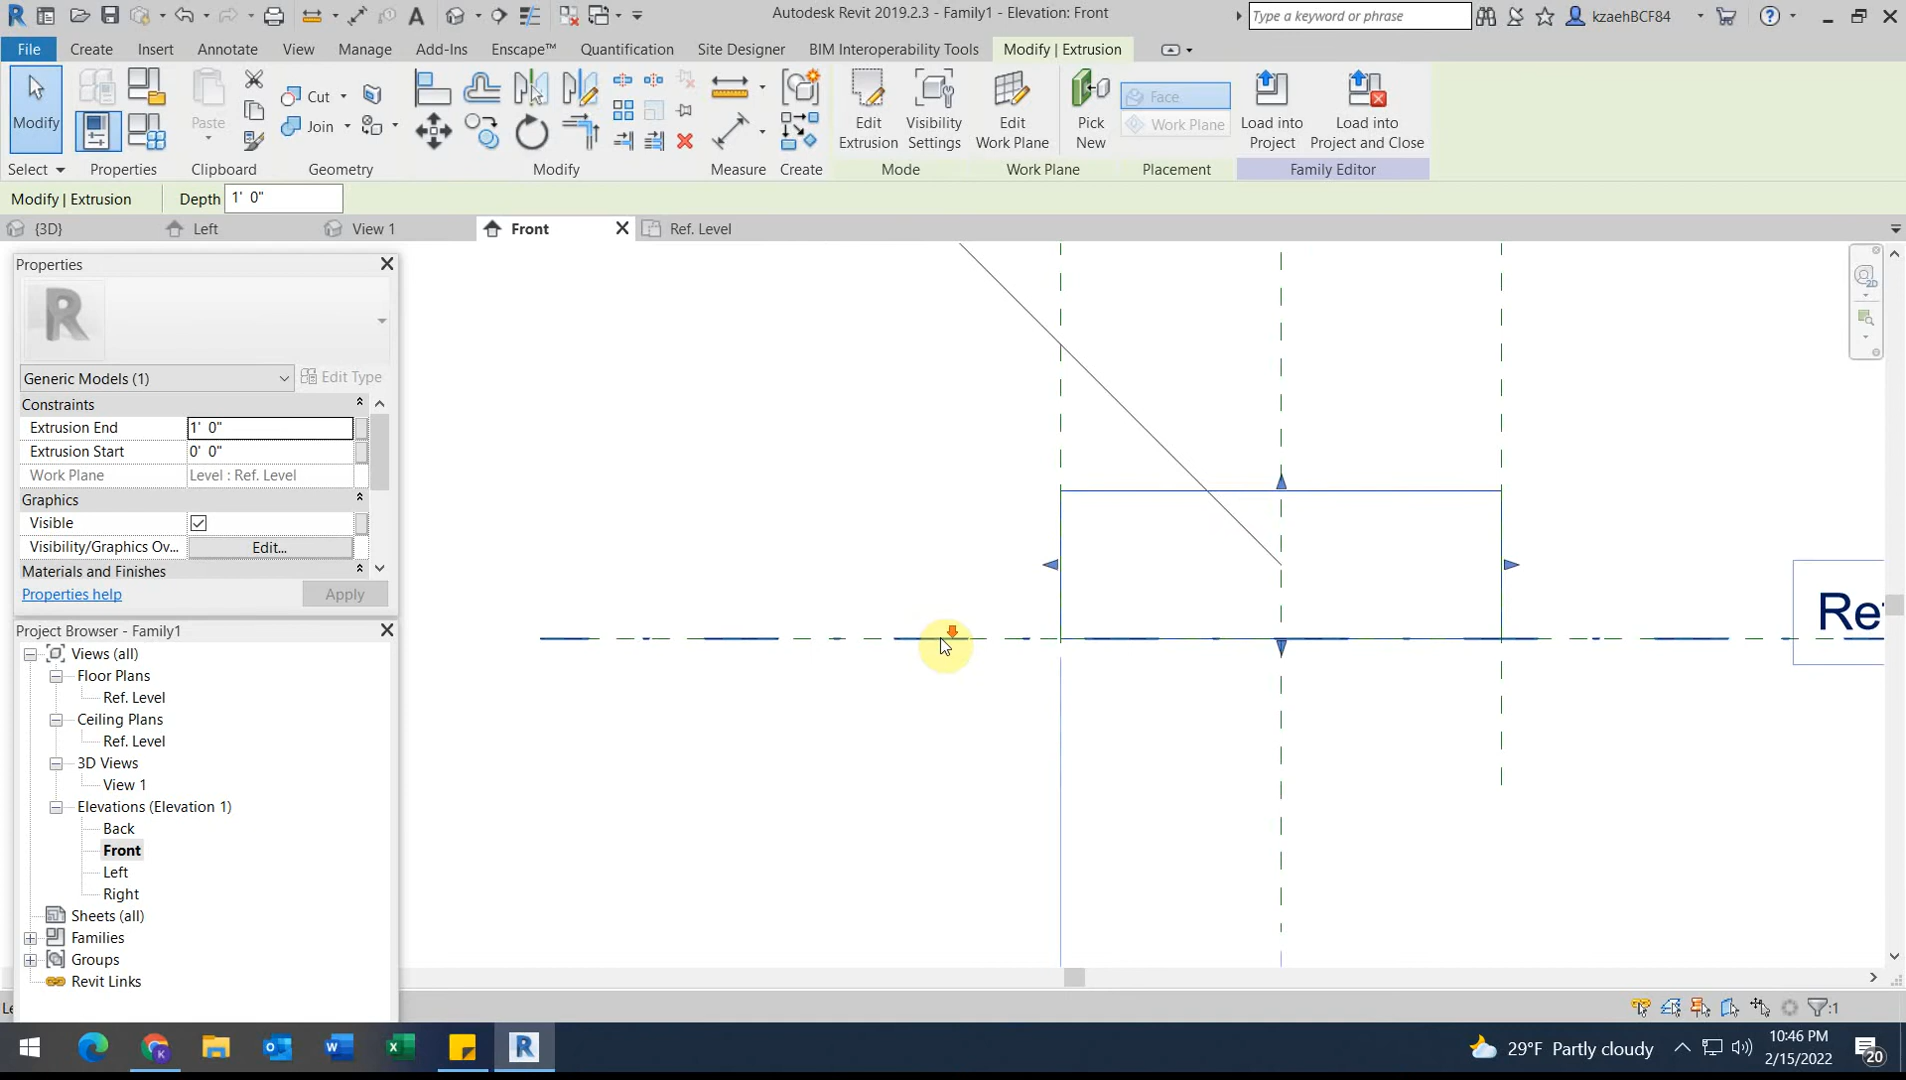 Autodesk Revit 2019.2.3 - Family1 - Elevation: Front
Type a keyword or phrase
kzaehBCF84
File Create Insert Annotate View Manage Add-Ins Enscape™ Quantification Site Designer BIM Interoperability Tools Modify | Extrusion
Modify
Paste
Cut
Join
Edit Extrusion
Visibility Settings
Edit Work Plane
Pick New
Face
Work Plane
Load into Project
Load into Project and Close
Select Properties Clipboard Geometry Modify Measure Create Mode Work Plane Placement Family Editor
Modify | Extrusion Depth 1' 0"
{3D} Left View 1 Front Ref. Level
Properties
R
Generic Models (1) Edit Type
Constraints
Extrusion End 1' 0"
Extrusion Start 0' 0"
Work Plane Level : Ref. Level
Graphics
Visible
Visibility/Graphics Ov... Edit...
Materials and Finishes
Properties help Apply
Project Browser - Family1
Views (all)
Floor Plans
Ref. Level
Ceiling Plans
Ref. Level
3D Views
View 1
Elevations (Elevation 1)
Back
Front
Left
Right
Sheets (all)
Families
Groups
Revit Links
Re
2D
:1
29°F Partly cloudy
10:46 PM
2/15/2022
20